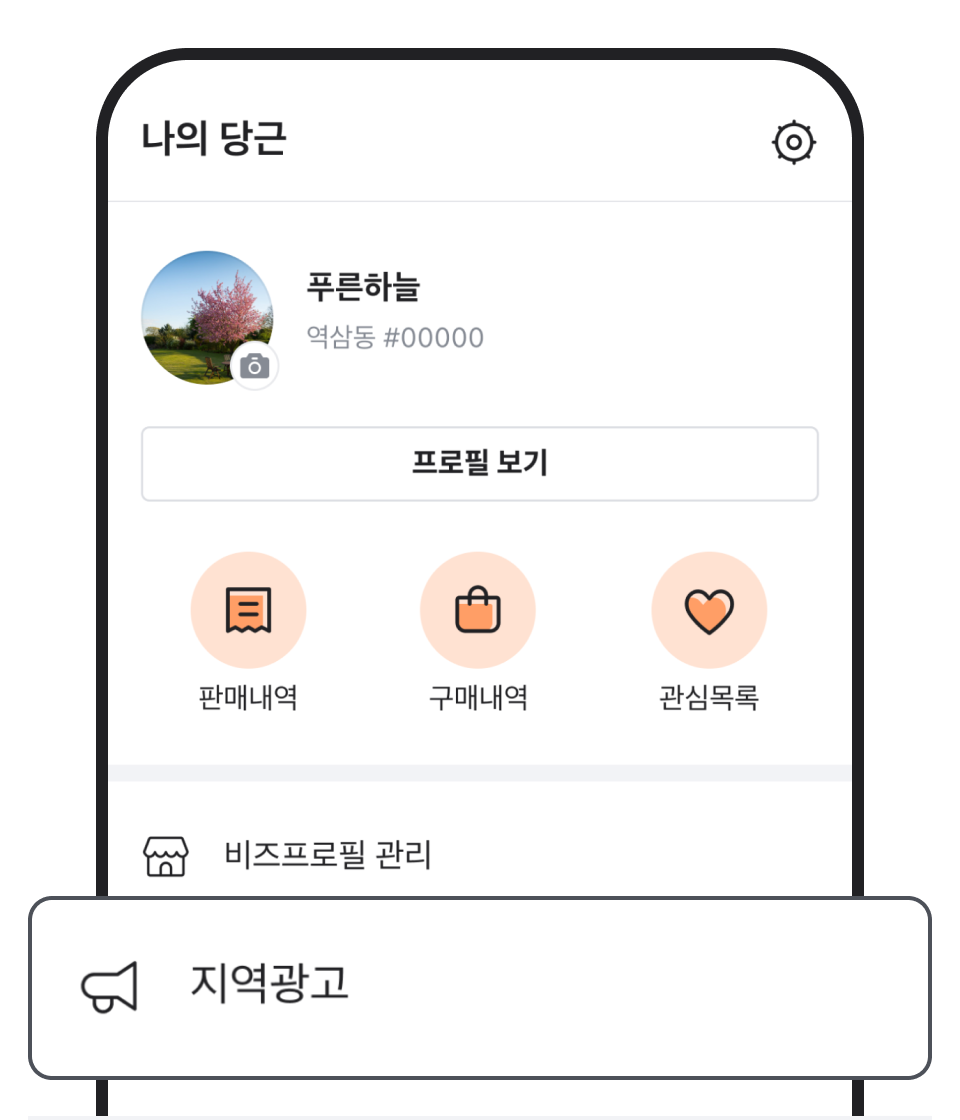 나의 당근
푸른하늘
역삼동 #00000
프로필 보기
판매내역 구매내역 관심목록
비즈프로필 관리
지역광고